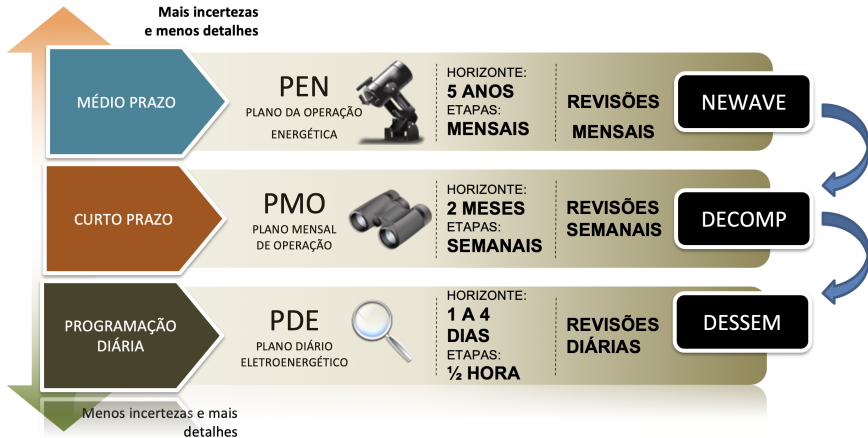 Mais incertezas
e menos detalhes
MÉDIO PRAZO
PEN
PLANO DA OPERAÇÃO
ENERGÉTICA
HORIZONTE:
5 ANOS
ETAPAS:
MENSAIS
REVISÕES
MENSAIS
NEWAVE
CURTO PRAZO
PMO
PLANO MENSAL
DE OPERAÇÃO
HORIZONTE:
2 MESES
ETAPAS:
SEMANAIS
REVISÕES
SEMANAIS
DECOMP
PROGRAMAÇÃO
DIÁRIA
PDE
PLANO DIÁRIO
ELETROENERGÉTICO
HORIZONTE:
1 A 4
DIAS
ETAPAS:
½ HORA
REVISÕES
DIÁRIAS
DESSEM
Menos incertezas e mais
detalhes